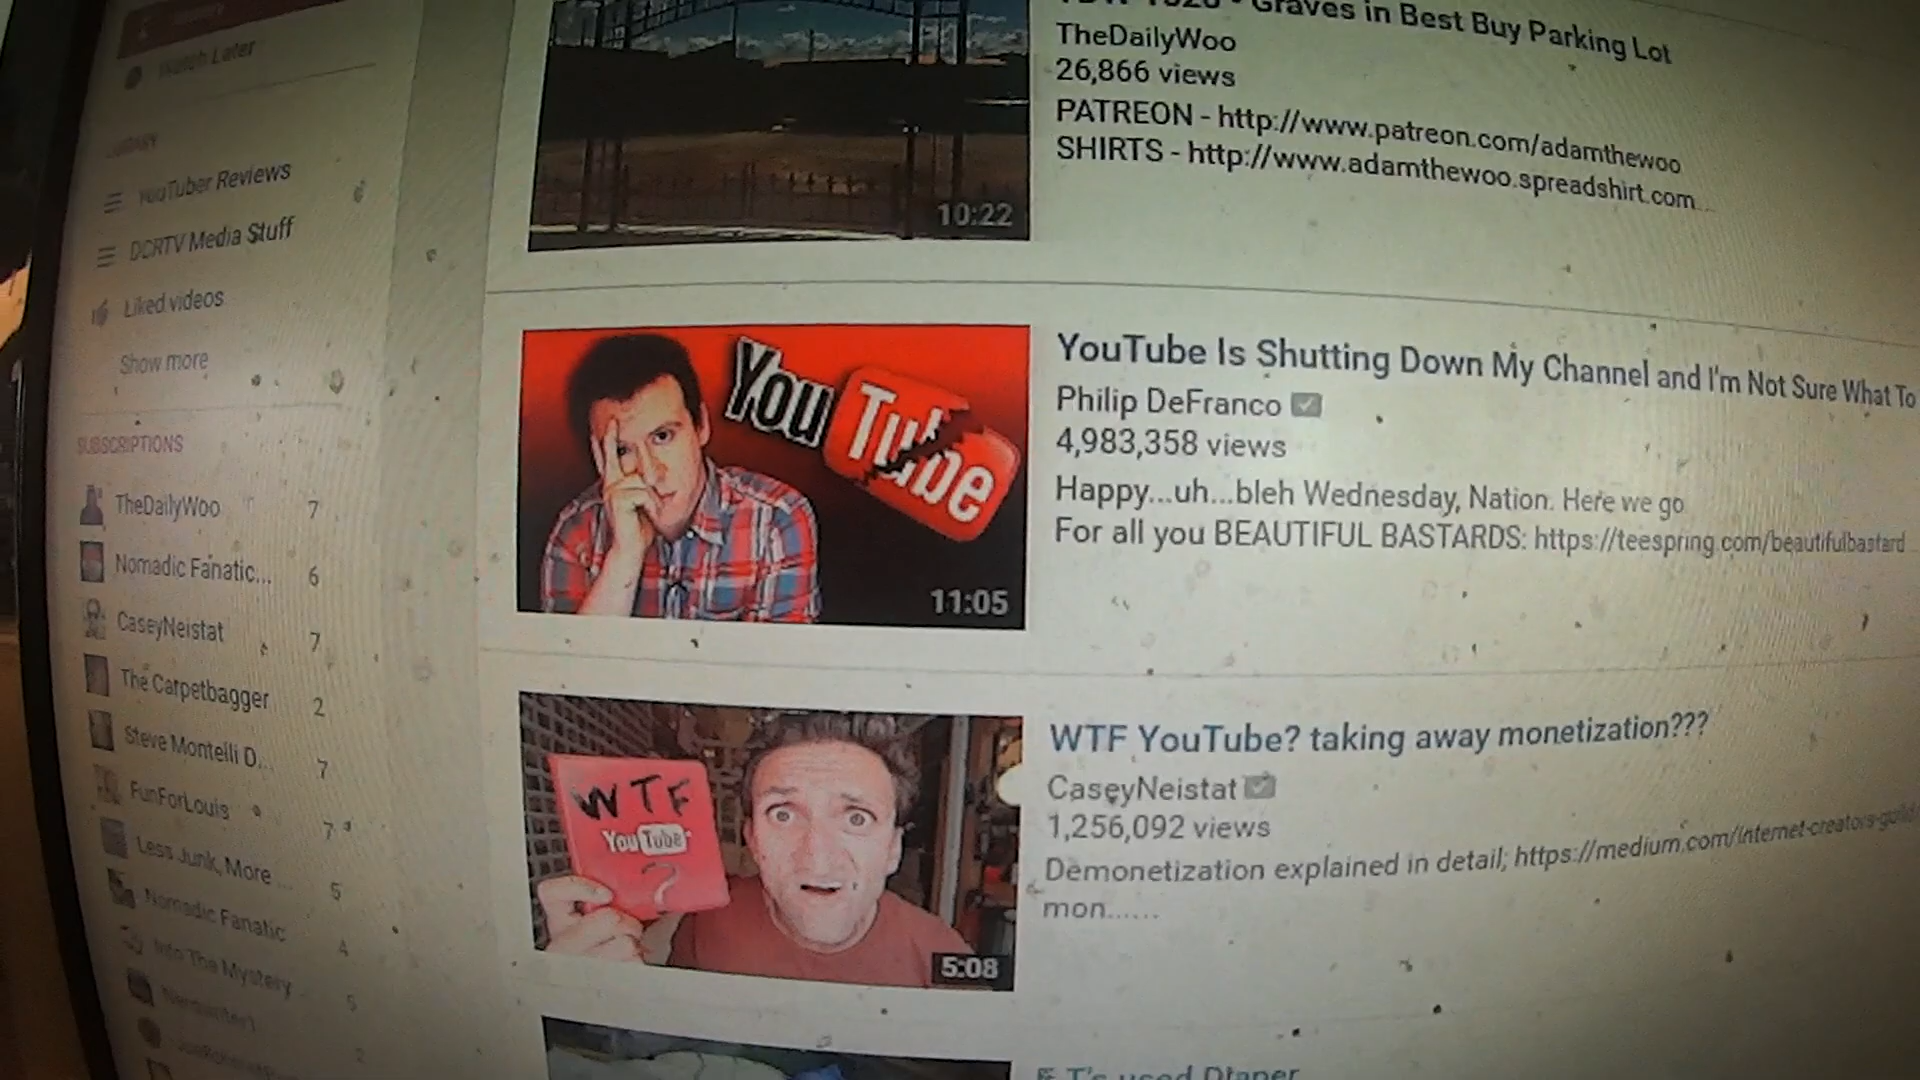 Watch Later
LIBRARY
YouTuber Reviews
DCRTV Media Stuff
Liked videos
Show more
SUBSCRIPTIONS
TheDailyWoo 7
Nomadic Fanatic... 6
CaseyNeistat 7
The Carpetbagger 2
Steve Montelli D... 7
FunForLouis 7
Less Junk, More ... 5
Nomadic Fanatic 4
Into The Mystery 5
2
Graves in Best Buy Parking Lot
TheDailyWoo
26,866 views
PATREON - http://www.patreon.com/adamthewoo
SHIRTS - http://www.adamthewoo.spreadshirt.com...
10:22
YouTube
11:05
YouTube Is Shutting Down My Channel and I'm Not Sure What To
Philip DeFranco
4,983,358 views
Happy...uh...bleh Wednesday, Nation. Here we go
For all you BEAUTIFUL BASTARDS: https://teespring.com/beautifulbastard
WTF
YouTube
?
5:08
WTF YouTube? taking away monetization???
CaseyNeistat
1,256,092 views
Demonetization explained in detail; https://medium.com/internet-creators-guild
mon......
T's used Diaper